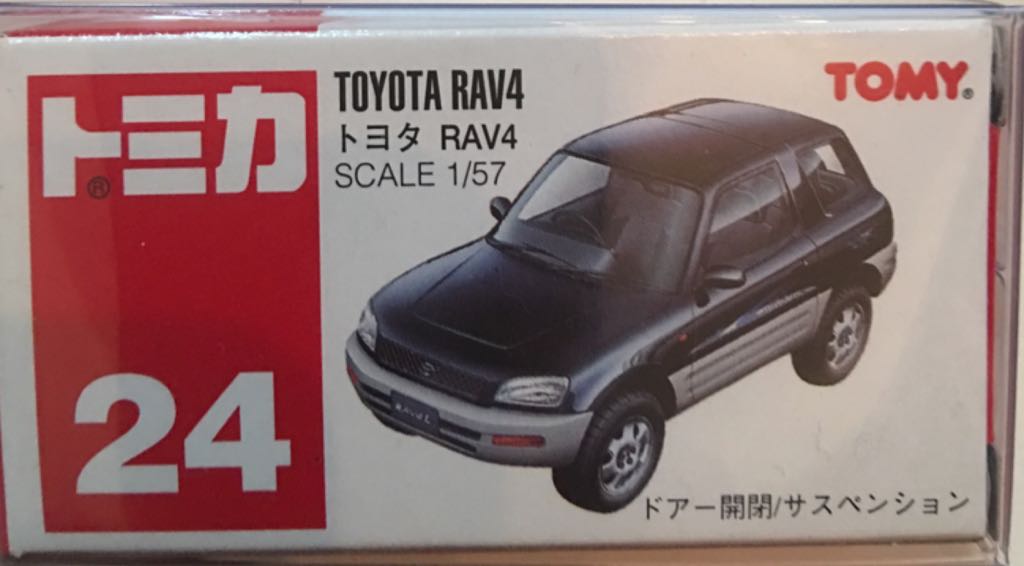 トミカ®
24
TOYOTA RAV4
トヨタ RAV4
SCALE 1/57
TOMY®
ドアー開閉/サスペンション